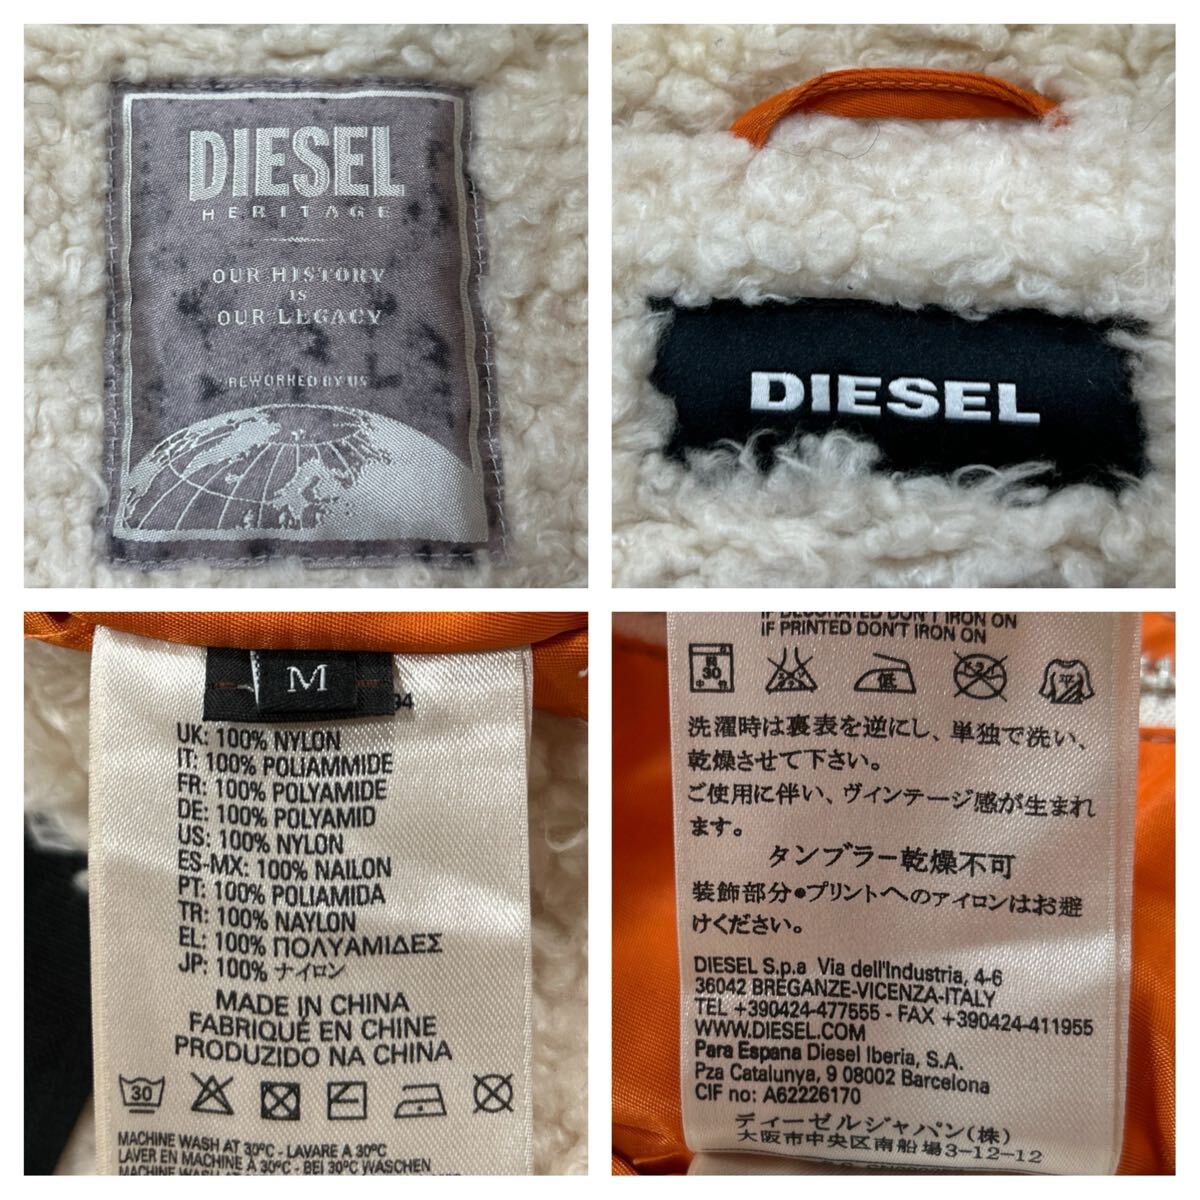 DIESEL
HERITAGE
OUR HISTORY
IS
OUR LEGACY
REWORKED BY US
DIESEL
M
94
UK: 100% NYLON
IT: 100% POLIAMMIDE
FR: 100% POLYAMIDE
DE: 100% POLYAMID
US: 100% NYLON
ES-MX: 100% NAILON
PT: 100% POLIAMIDA
TR: 100% NAYLON
EL: 100% ΠΟΛΥΑΜΙΔΕΣ
JP: 100% ナイロン
MADE IN CHINA
FABRIQUÉ EN CHINE
PRODUZIDO NA CHINA
30
MACHINE WASH AT 30ºC - LAVARE A 30ºC
LAVER EN MACHINE A 30ºC - BEI 30ºC WASCHEN
IF DECORATED DON'T IRON ON
IF PRINTED DON'T IRON ON
30 中 低 平
洗濯時は裏表を逆にし、単独で洗い、
乾燥させて下さい。
ご使用に伴い、ヴィンテージ感が生まれ
ます。
タンブラー乾燥不可
装飾部分●プリントへのアイロンはお避
けください。
DIESEL S.p.a Via dell'Industria, 4-6
36042 BREGANZE-VICENZA-ITALY
TEL +390424-477555 - FAX +390424-411955
WWW.DIESEL.COM
Para Espana Diesel Iberia, S.A.
Pza Catalunya, 9 08002 Barcelona
CIF no: A62226170
ディーゼルジャパン(株)
大阪市中央区南船場3-12-12